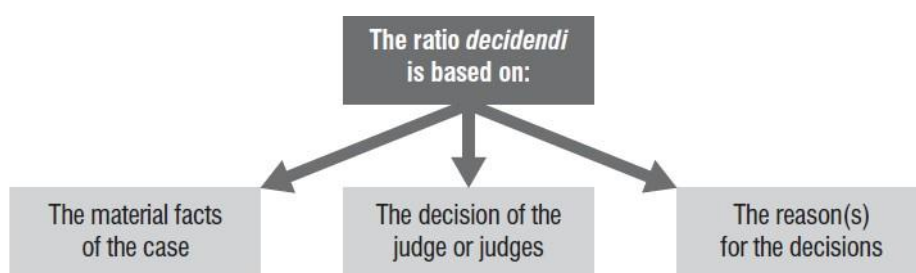 The ratio decidendi
is based on:
The material facts
of the case
The decision of the
judge or judges
The reason(s)
for the decisions